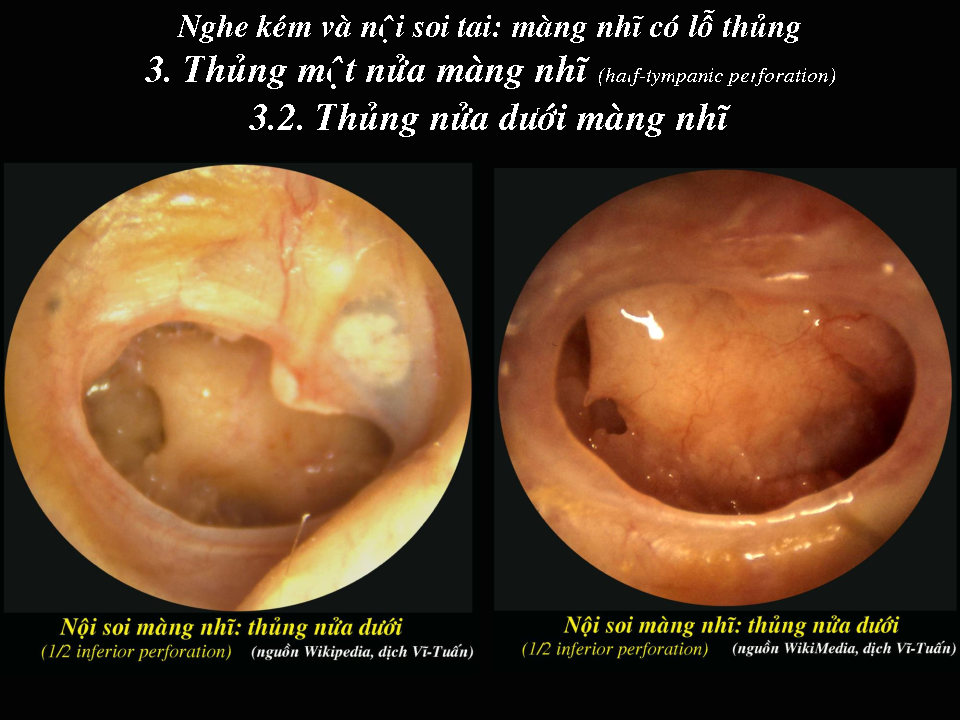 Nghe kém và nội soi tai: màng nhĩ có lỗ thủng
3. Thủng một nửa màng nhĩ (half-tympanic perforation)
3.2. Thủng nửa dưới màng nhĩ
Nội soi màng nhĩ: thủng nửa dưới
(1/2 inferior perforation) (nguồn Wikipedia, dịch Vĩ-Tuấn)
Nội soi màng nhĩ: thủng nửa dưới
(1/2 inferior perforation) (nguồn WikiMedia, dịch Vĩ-Tuấn)